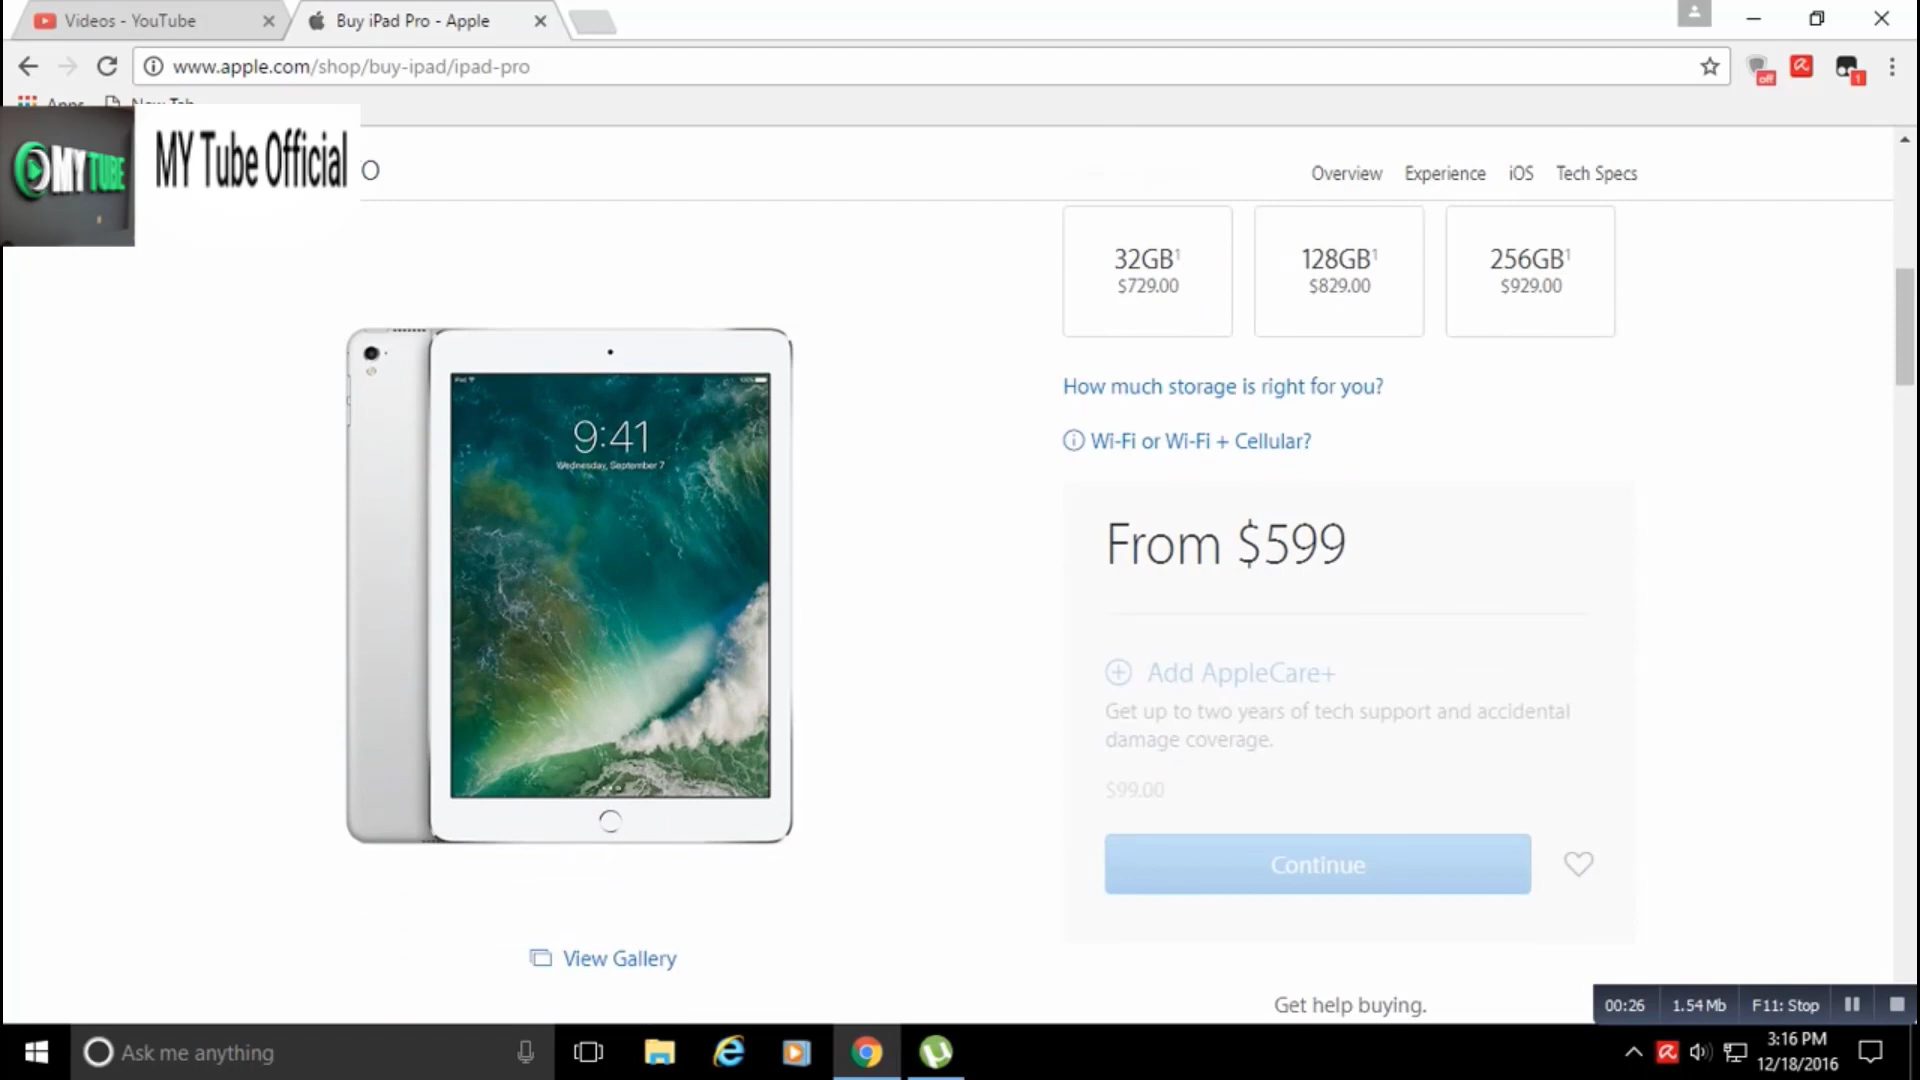 Videos - YouTube
Buy iPad Pro - Apple
www.apple.com/shop/buy-ipad/ipad-pro
off
1
Apps
New Tab
MYTUBE
MY Tube Official
O
Overview
Experience
iOS
Tech Specs
32GB1
$729.00
128GB1
$829.00
256GB1
$929.00
How much storage is right for you?
Wi-Fi or Wi-Fi + Cellular?
9:41
Wednesday, September 7
From $599
Add AppleCare+
Get up to two years of tech support and accidental
damage coverage.
$99.00
Continue
View Gallery
Get help buying.
00:26
1.54 Mb
F11: Stop
Ask me anything
3:16 PM
12/18/2016